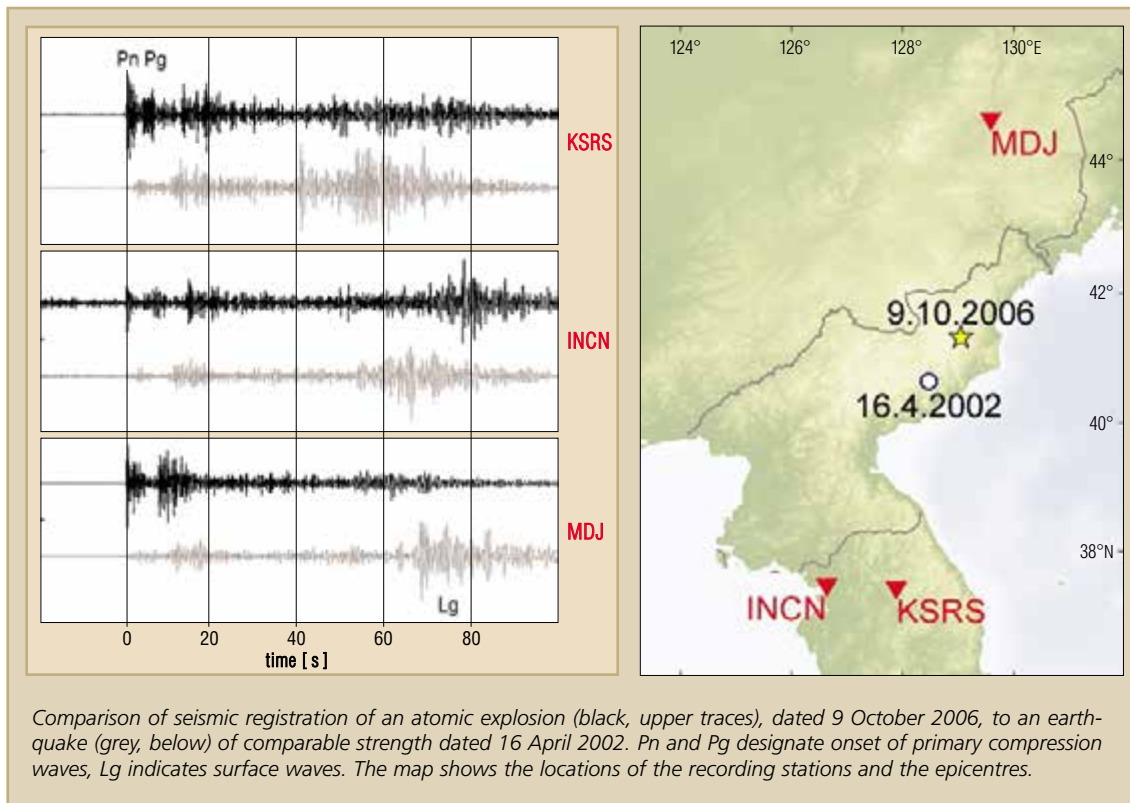 Pn Pg
KSRS
INCN
MDJ
Lg
0 20 40 60 80
time [ s ]
124° 126° 128° 130°E
MDJ
44°
42°
9.10.2006
16.4.2002
40°
38°N
INCN KSRS
Comparison of seismic registration of an atomic explosion (black, upper traces), dated 9 October 2006, to an earth-
quake (grey, below) of comparable strength dated 16 April 2002. Pn and Pg designate onset of primary compression
waves, Lg indicates surface waves. The map shows the locations of the recording stations and the epicentres.